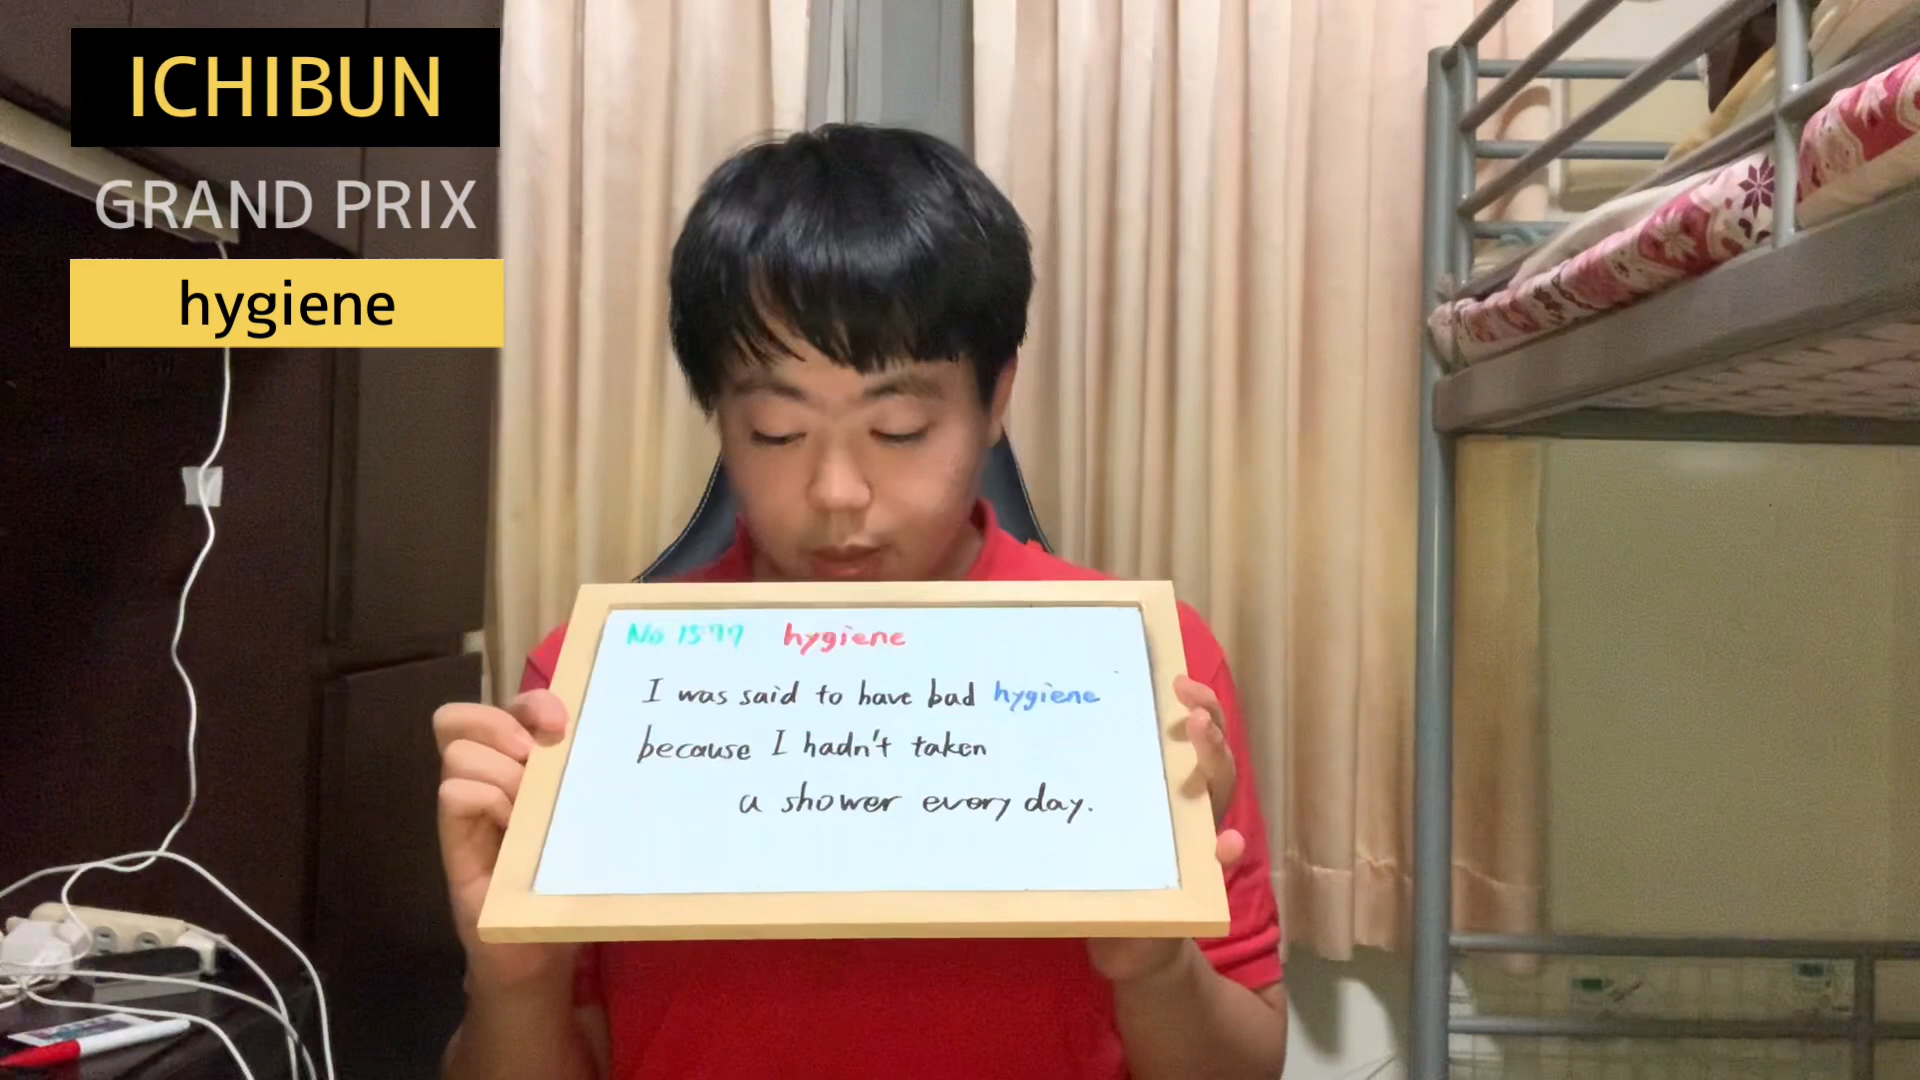 ICHIBUN
GRAND PRIX
hygiene
No.1577 hygiene
I was said to have bad hygiene
because I hadn't taken
a shower every day.